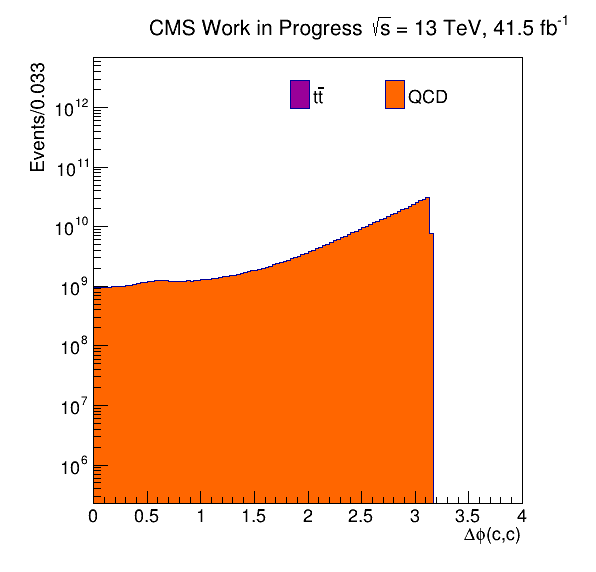 CMS Work in Progress √s = 13 TeV, 41.5 fb⁻¹
Events/0.033
tt̄
QCD
10¹²
10¹¹
10¹⁰
10⁹
10⁸
10⁷
10⁶
0 0.5 1 1.5 2 2.5 3 3.5 4
Δϕ(c,c)